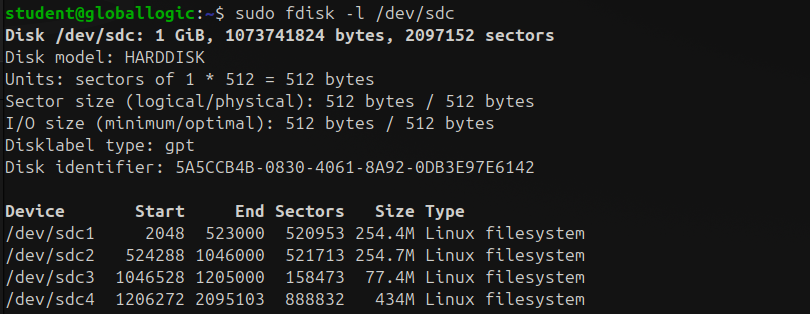 student@globallogic:~$ sudo fdisk -l /dev/sdc
Disk /dev/sdc: 1 GiB, 1073741824 bytes, 2097152 sectors
Disk model: HARDDISK
Units: sectors of 1 * 512 = 512 bytes
Sector size (logical/physical): 512 bytes / 512 bytes
I/O size (minimum/optimal): 512 bytes / 512 bytes
Disklabel type: gpt
Disk identifier: 5A5CCB4B-0830-4061-8A92-0DB3E97E6142

Device       Start     End Sectors   Size Type
/dev/sdc1     2048  523000  520953 254.4M Linux filesystem
/dev/sdc2   524288 1046000  521713 254.7M Linux filesystem
/dev/sdc3  1046528 1205000  158473  77.4M Linux filesystem
/dev/sdc4  1206272 2095103  888832   434M Linux filesystem